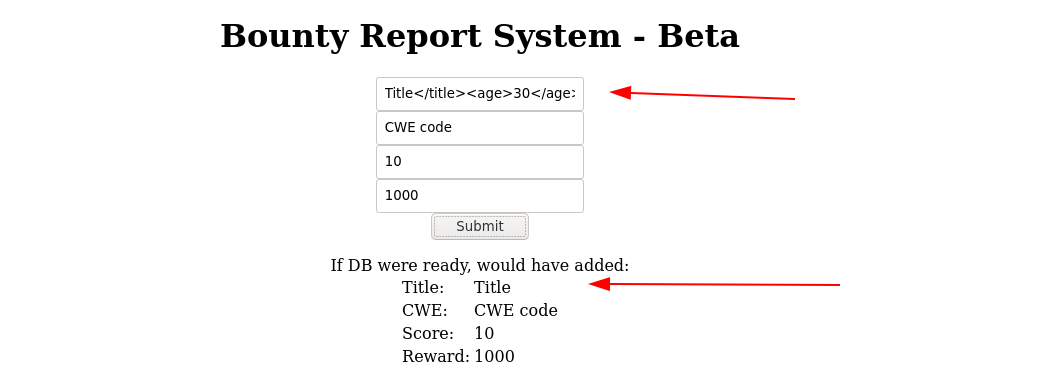 Bounty Report System - Beta
Title</title><age>30</age>
CWE code
10
1000
Submit
If DB were ready, would have added:
Title: Title
CWE: CWE code
Score: 10
Reward: 1000